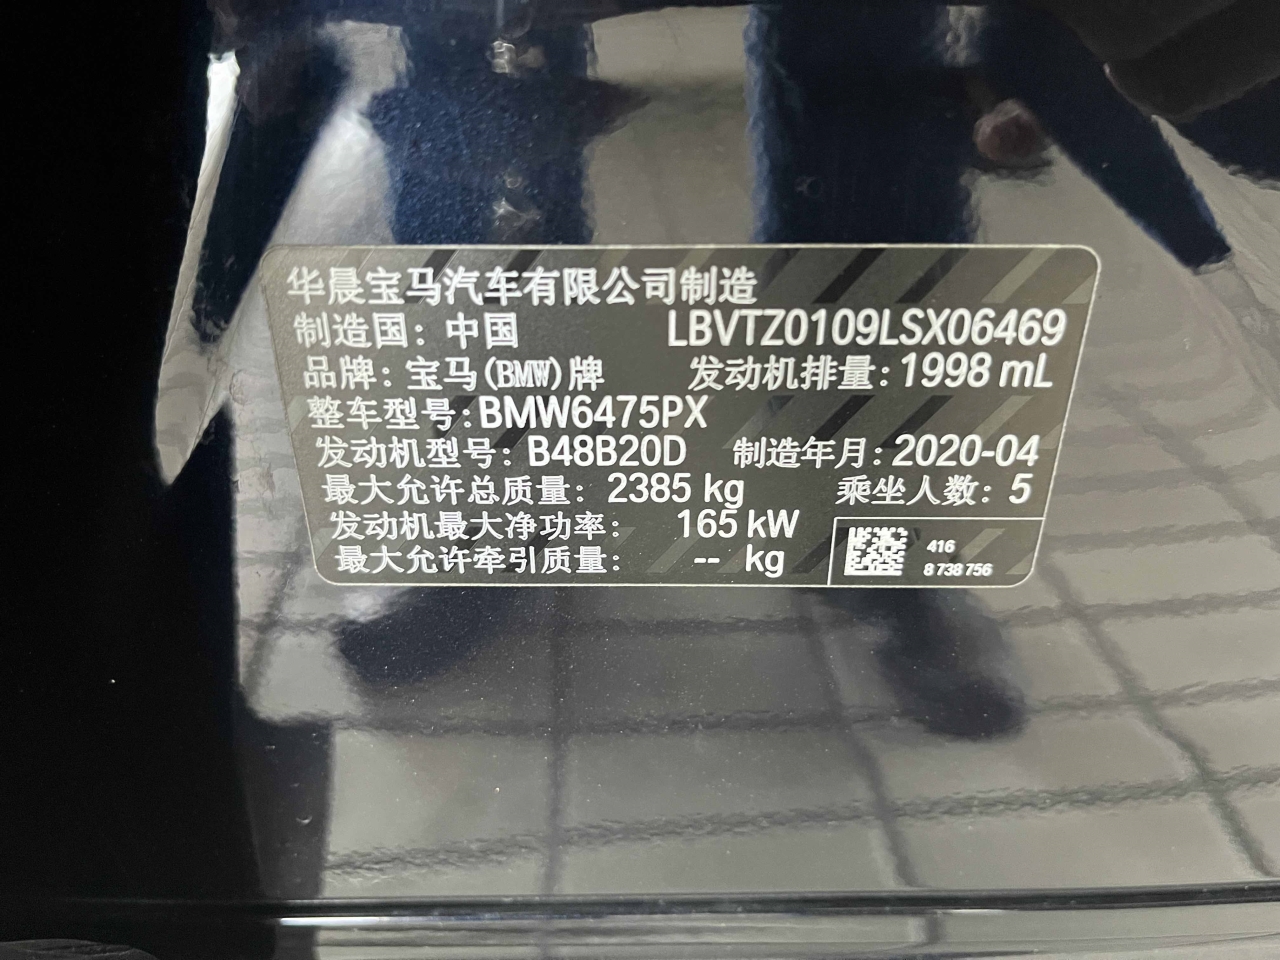 华晨宝马汽车有限公司制造
制造国：中国 LBVTZ0109LSX06469
品牌：宝马(BMW)牌 发动机排量：1998 mL
整车型号：BMW6475PX
发动机型号：B48B20D 制造年月：2020-04
最大允许总质量：2385 kg 乘坐人数：5
发动机最大净功率：165 kW
最大允许牵引质量：-- kg
416
8 738 756